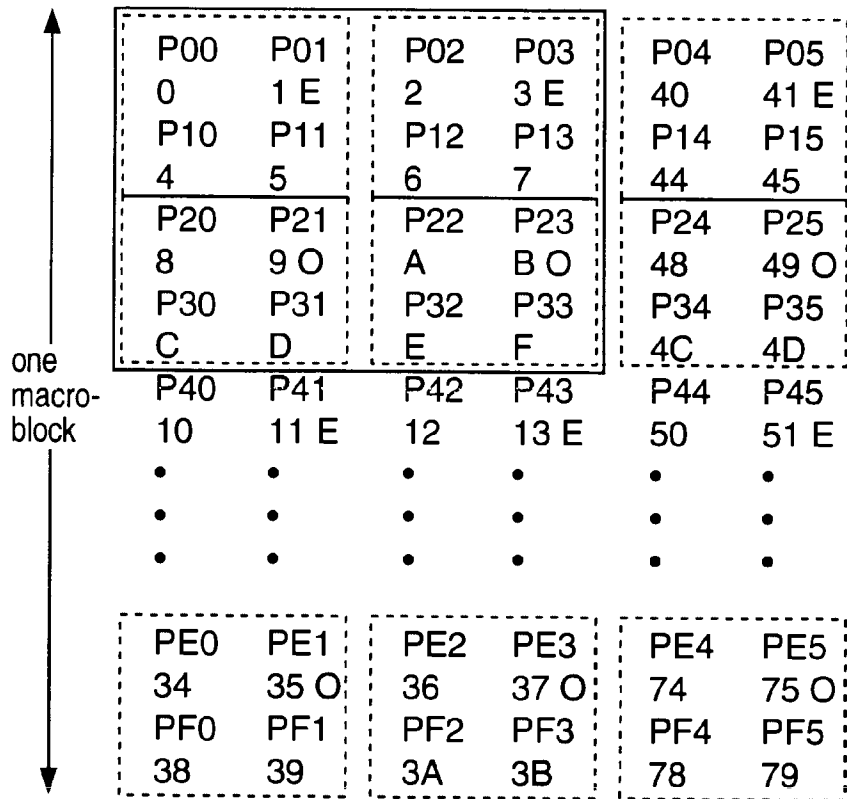 P00 P01 P02 P03 P04 P05
0 1 E 2 3 E 40 41 E
P10 P11 P12 P13 P14 P15
4 5 6 7 44 45
P20 P21 P22 P23 P24 P25
8 9 O A B O 48 49 O
P30 P31 P32 P33 P34 P35
C D E F 4C 4D
one
macro-
block
P40 P41 P42 P43 P44 P45
10 11 E 12 13 E 50 51 E
PE0 PE1 PE2 PE3 PE4 PE5
34 35 O 36 37 O 74 75 O
PF0 PF1 PF2 PF3 PF4 PF5
38 39 3A 3B 78 79